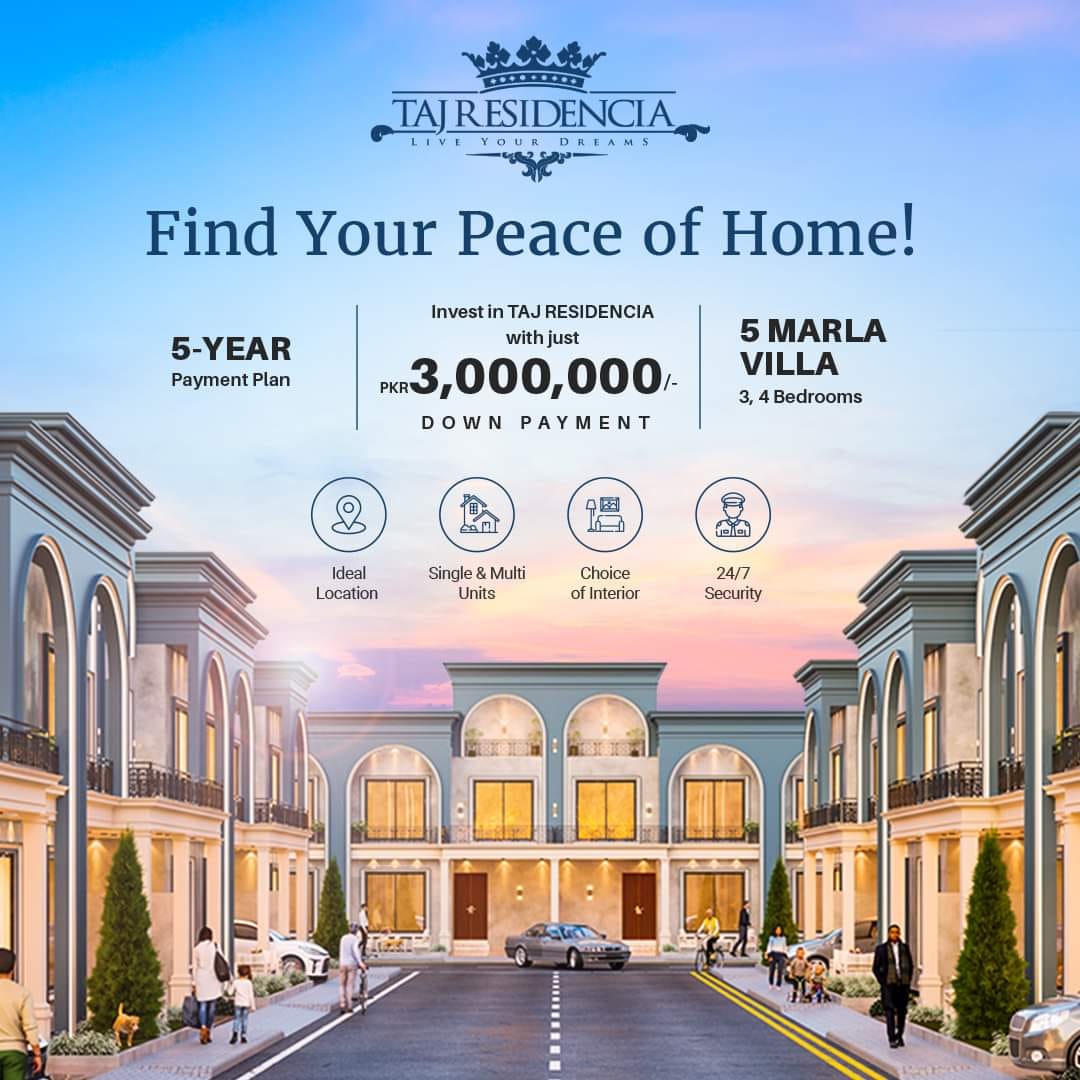 TAJ RESIDENCIA
LIVE YOUR DREAMS
Find Your Peace of Home!
5-YEAR
Payment Plan
Invest in TAJ RESIDENCIA
with just
PKR 3,000,000/-
DOWN PAYMENT
5 MARLA
VILLA
3, 4 Bedrooms
Ideal
Location
Single & Multi
Units
Choice
of Interior
24/7
Security